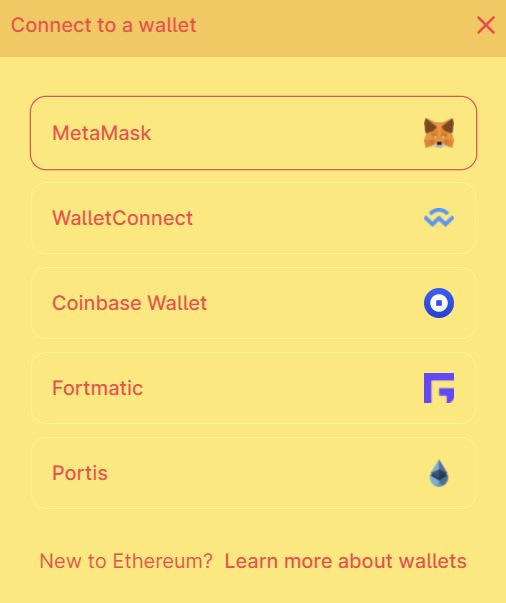 Connect to a wallet
MetaMask
WalletConnect
Coinbase Wallet
Fortmatic
Portis
New to Ethereum? Learn more about wallets